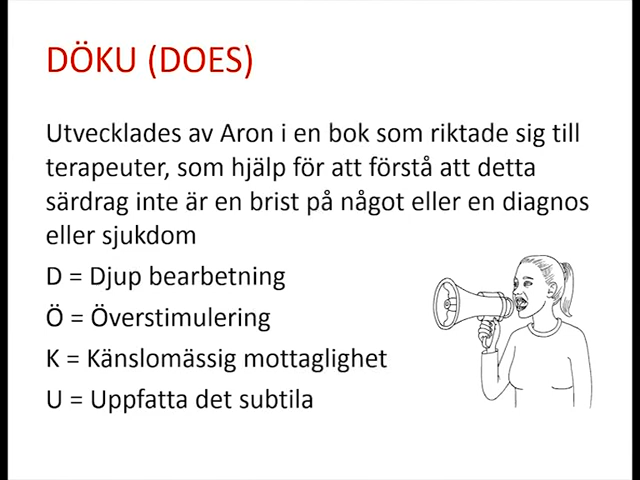 DÖKU (DOES)
Utvecklades av Aron i en bok som riktade sig till
terapeuter, som hjälp för att förstå att detta
särdrag inte är en brist på något eller en diagnos
eller sjukdom
D = Djup bearbetning
Ö = Överstimulering
K = Känslomässig mottaglighet
U = Uppfatta det subtila